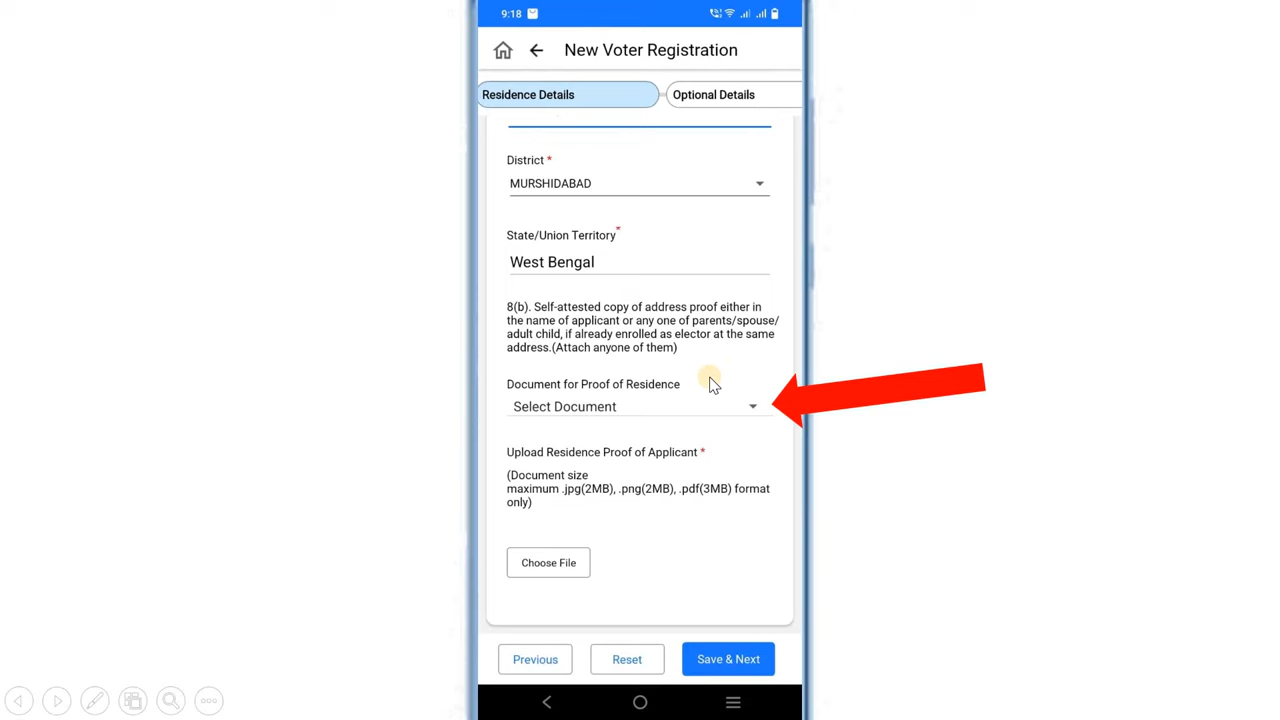 9:18
New Voter Registration
Residence Details
Optional Details
District *
MURSHIDABAD
State/Union Territory*
West Bengal
8(b). Self-attested copy of address proof either in
the name of applicant or any one of parents/spouse/
adult child, if already enrolled as elector at the same
address.(Attach anyone of them)
Document for Proof of Residence
Select Document
Upload Residence Proof of Applicant *
(Document size
maximum .jpg(2MB), .png(2MB), .pdf(3MB) format
only)
Choose File
Previous
Reset
Save & Next